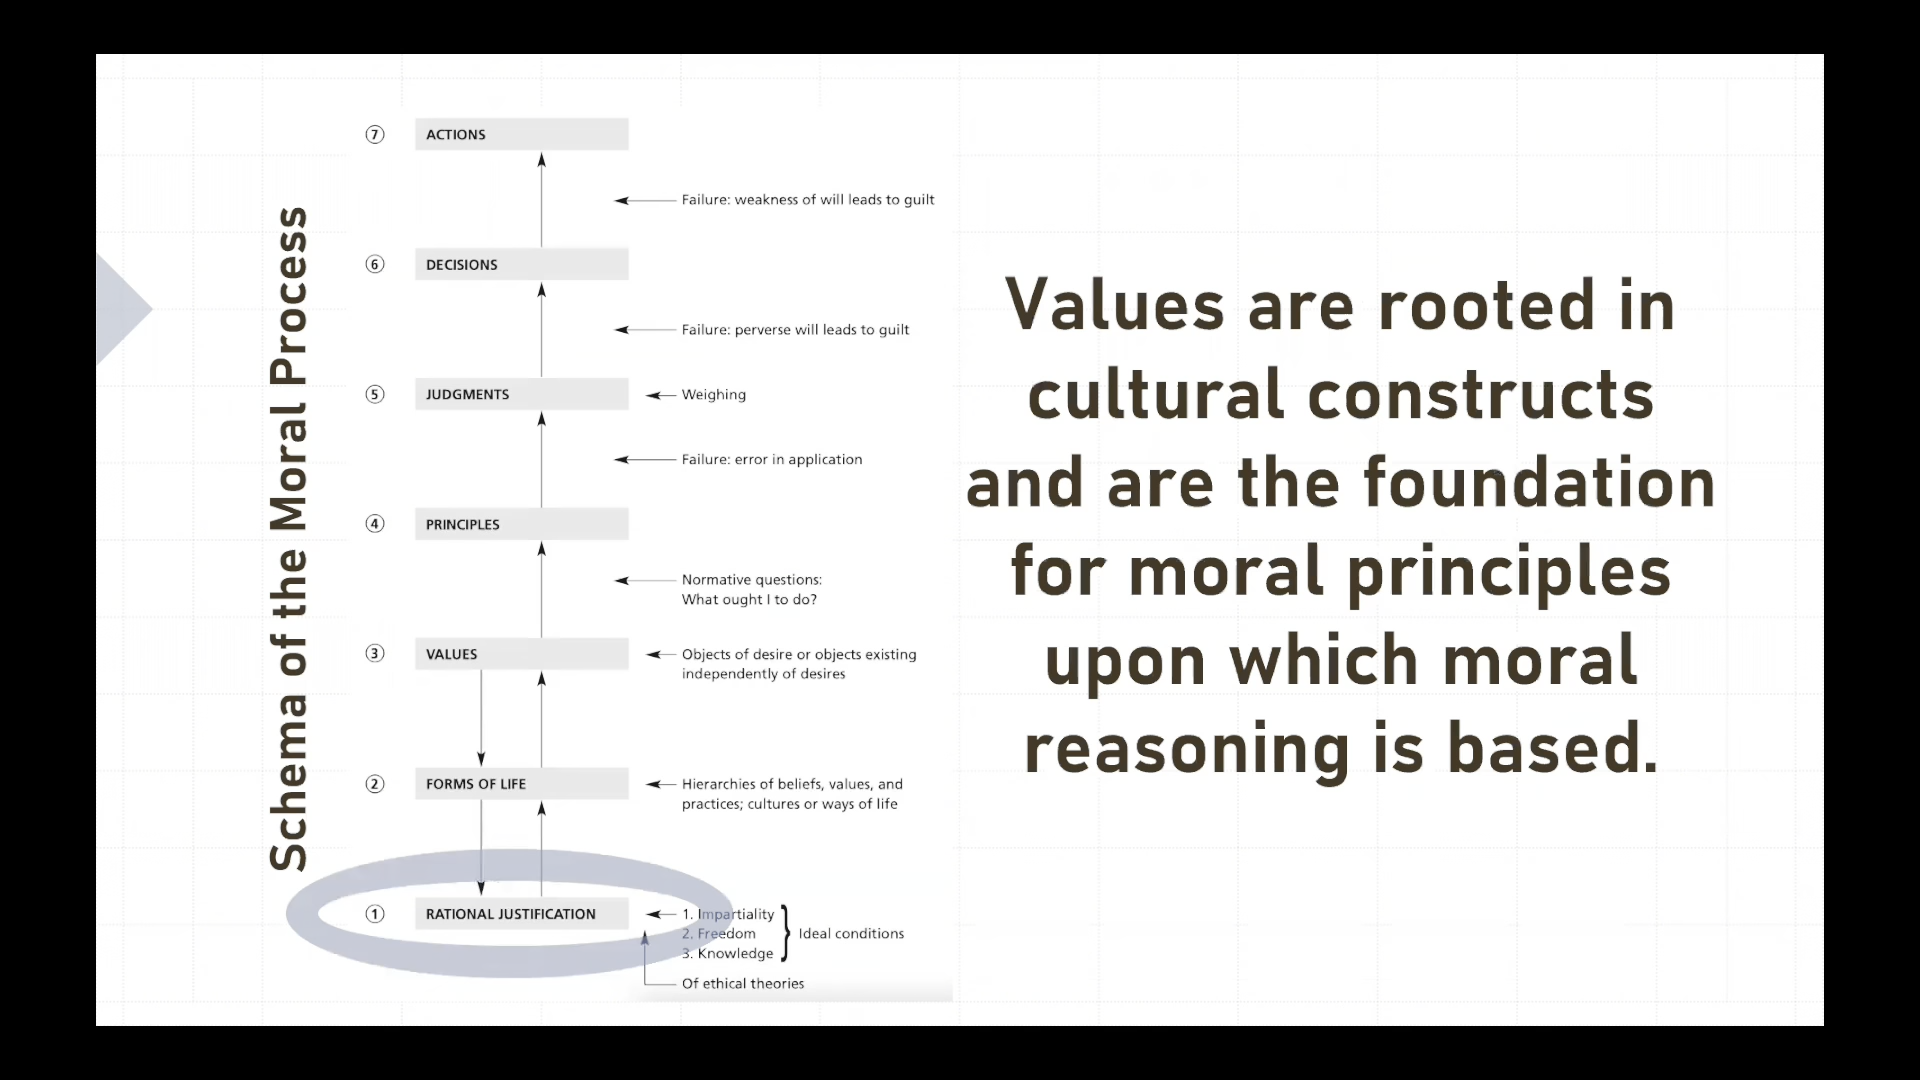 Schema of the Moral Process
⑦ ACTIONS
Failure: weakness of will leads to guilt
⑥ DECISIONS
Failure: perverse will leads to guilt
⑤ JUDGMENTS
Weighing
Failure: error in application
④ PRINCIPLES
Normative questions:
What ought I to do?
③ VALUES
Objects of desire or objects existing
independently of desires
② FORMS OF LIFE
Hierarchies of beliefs, values, and
practices; cultures or ways of life
① RATIONAL JUSTIFICATION
1. Impartiality
2. Freedom
3. Knowledge
Ideal conditions
Of ethical theories
Values are rooted in
cultural constructs
and are the foundation
for moral principles
upon which moral
reasoning is based.